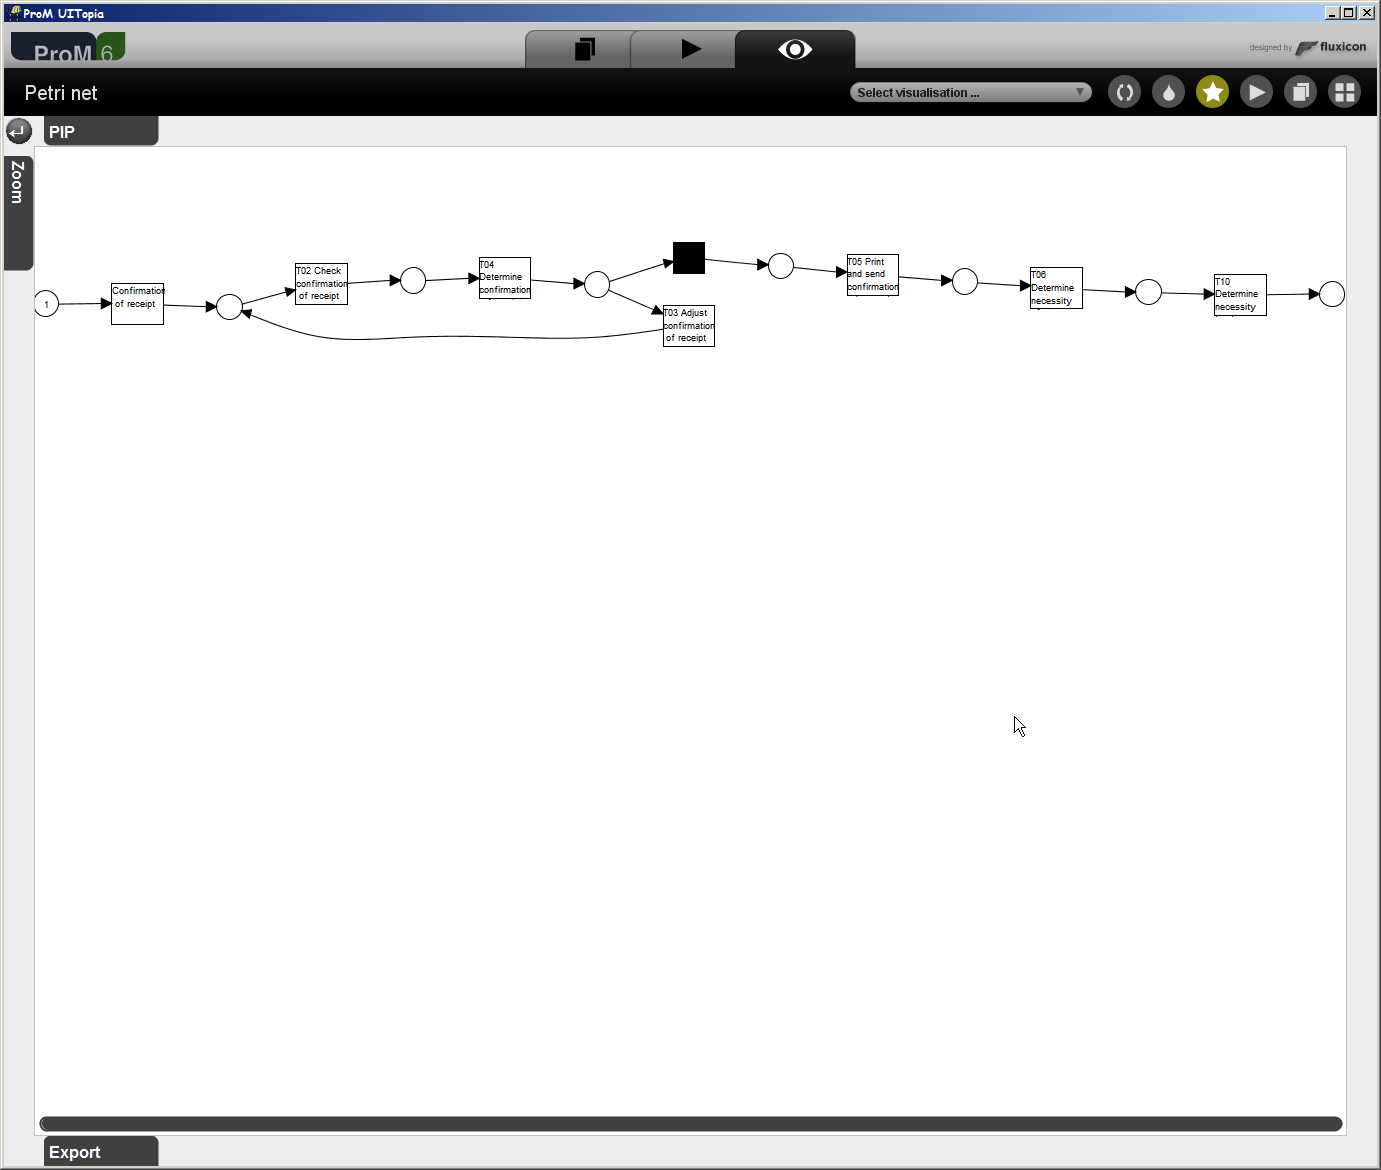 ProM UITopia
ProM 6
designed by fluxicon
Petri net
Select visualisation ...
PIP
Zoom
1
Confirmation
of receipt
T02 Check
confirmation
of receipt
T04
Determine
confirmation
T03 Adjust
confirmation
of receipt
T05 Print
and send
confirmation
T06
Determine
necessity
T10
Determine
necessity
Export